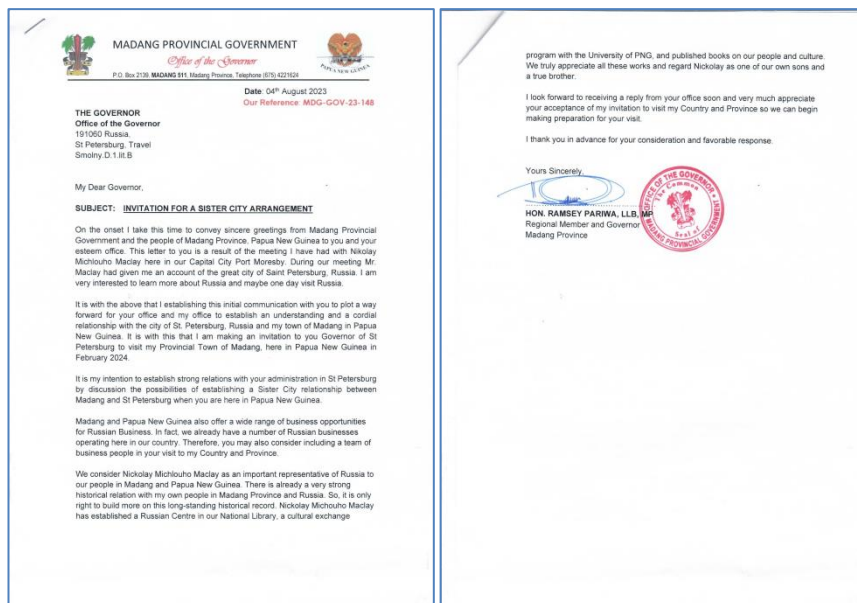 MADANG PROVINCIAL GOVERNMENT
Office of the Governor
PAPUA NEW GUINEA
P.O. Box 2139, MADANG 511, Madang Province, Telephone (675) 4221624
Date: 04th August 2023
Our Reference: MDG-GOV-23-148
THE GOVERNOR
Office of the Governor
191060 Russia,
St Petersburg, Travel
Smolny.D.1.lit.B
My Dear Governor,
SUBJECT: INVITATION FOR A SISTER CITY ARRANGEMENT
On the onset I take this time to convey sincere greetings from Madang Provincial
Government and the people of Madang Province, Papua New Guinea to you and your
esteem office. This letter to you is a result of the meeting I have had with Nikolay
Michlouho Maclay here in our Capital City Port Moresby. During our meeting Mr.
Maclay had given me an account of the great city of Saint Petersburg, Russia. I am
very interested to learn more about Russia and maybe one day visit Russia.
It is with the above that I establishing this initial communication with you to plot a way
forward for your office and my office to establish an understanding and a cordial
relationship with the city of St. Petersburg, Russia and my town of Madang in Papua
New Guinea. It is with this that I am making an invitation to you Governor of St
Petersburg to visit my Provincial Town of Madang, here in Papua New Guinea in
February 2024.
It is my intention to establish strong relations with your administration in St Petersburg
by discussion the possibilities of establishing a Sister City relationship between
Madang and St Petersburg when you are here in Papua New Guinea.
Madang and Papua New Guinea also offer a wide range of business opportunities
for Russian Business. In fact, we already have a number of Russian businesses
operating here in our country. Therefore, you may also consider including a team of
business people in your visit to my Country and Province.
We consider Nickolay Michlouho Maclay as an important representative of Russia to
our people in Madang and Papua New Guinea. There is already a very strong
historical relation with my own people in Madang Province and Russia. So, it is only
right to build more on this long-standing historical record. Nickolay Michouho Maclay
has established a Russian Centre in our National Library, a cultural exchange
program with the University of PNG, and published books on our people and culture.
We truly appreciate all these works and regard Nickolay as one of our own sons and
a true brother.
I look forward to receiving a reply from your office soon and very much appreciate
your acceptance of my invitation to visit my Country and Province so we can begin
making preparation for your visit.
I thank you in advance for your consideration and favorable response.
Yours Sincerely,
HON. RAMSEY PARIWA, LLB, MP
Regional Member and Governor
Madang Province
OFFICE OF THE GOVERNOR
The Common
Seal of
MADANG PROVINCIAL GOVERNMENT